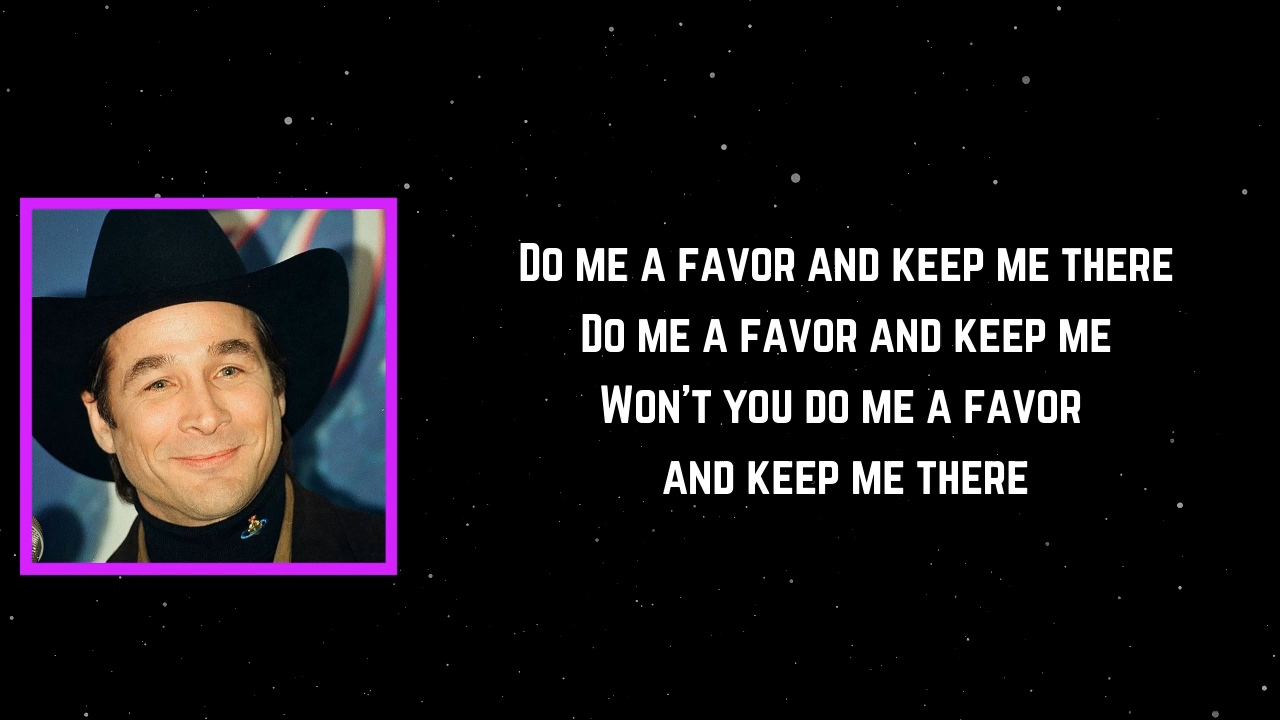 Do me a favor and keep me there
Do me a favor and keep me
Won't you do me a favor
and keep me there